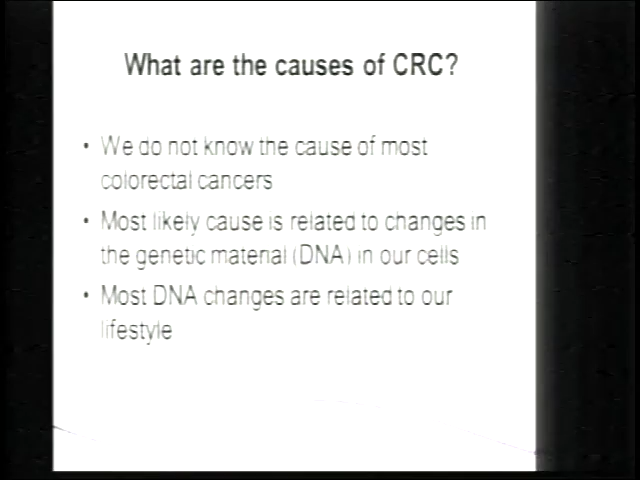 What are the causes of CRC?
• We do not know the cause of most
colorectal cancers
• Most likely cause is related to changes in
the genetic material (DNA) in our cells
• Most DNA changes are related to our
lifestyle